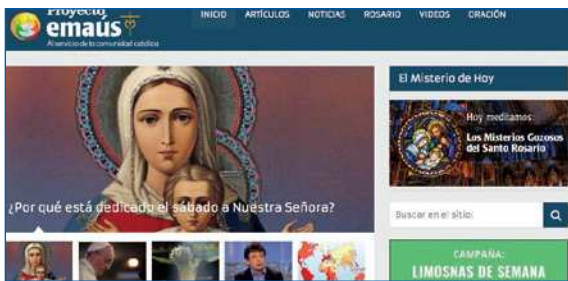 Proyecto
emaús
Al servicio de la comunidad católica
INICIO ARTÍCULOS NOTICIAS ROSARIO VIDEOS ORACIÓN
¿Por qué está dedicado el sábado a Nuestra Señora?
El Misterio de Hoy
Hoy meditamos:
Los Misterios Gozosos
del Santo Rosario
Buscar en el sitio:
CAMPAÑA:
LIMOSNAS DE SEMANA